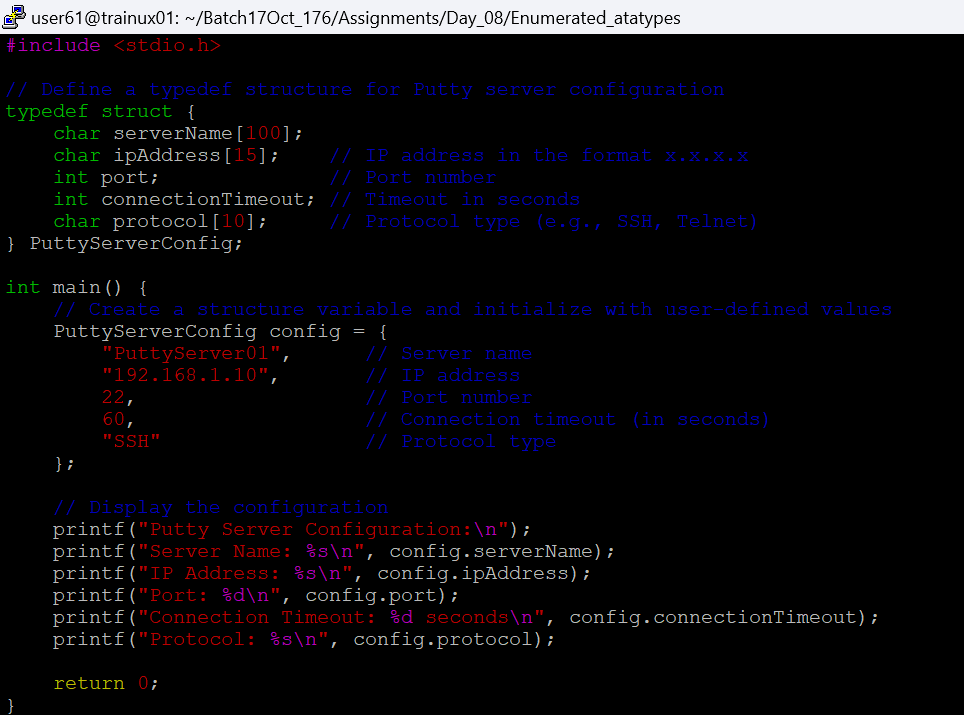 user61@trainux01: ~/Batch17Oct_176/Assignments/Day_08/Enumerated_atatypes
#include <stdio.h>

// Define a typedef structure for Putty server configuration
typedef struct {
    char serverName[100];
    char ipAddress[15];    // IP address in the format x.x.x.x
    int port;              // Port number
    int connectionTimeout; // Timeout in seconds
    char protocol[10];     // Protocol type (e.g., SSH, Telnet)
} PuttyServerConfig;

int main() {
    // Create a structure variable and initialize with user-defined values
    PuttyServerConfig config = {
        "PuttyServer01",      // Server name
        "192.168.1.10",       // IP address
        22,                   // Port number
        60,                   // Connection timeout (in seconds)
        "SSH"                 // Protocol type
    };

    // Display the configuration
    printf("Putty Server Configuration:\n");
    printf("Server Name: %s\n", config.serverName);
    printf("IP Address: %s\n", config.ipAddress);
    printf("Port: %d\n", config.port);
    printf("Connection Timeout: %d seconds\n", config.connectionTimeout);
    printf("Protocol: %s\n", config.protocol);

    return 0;
}